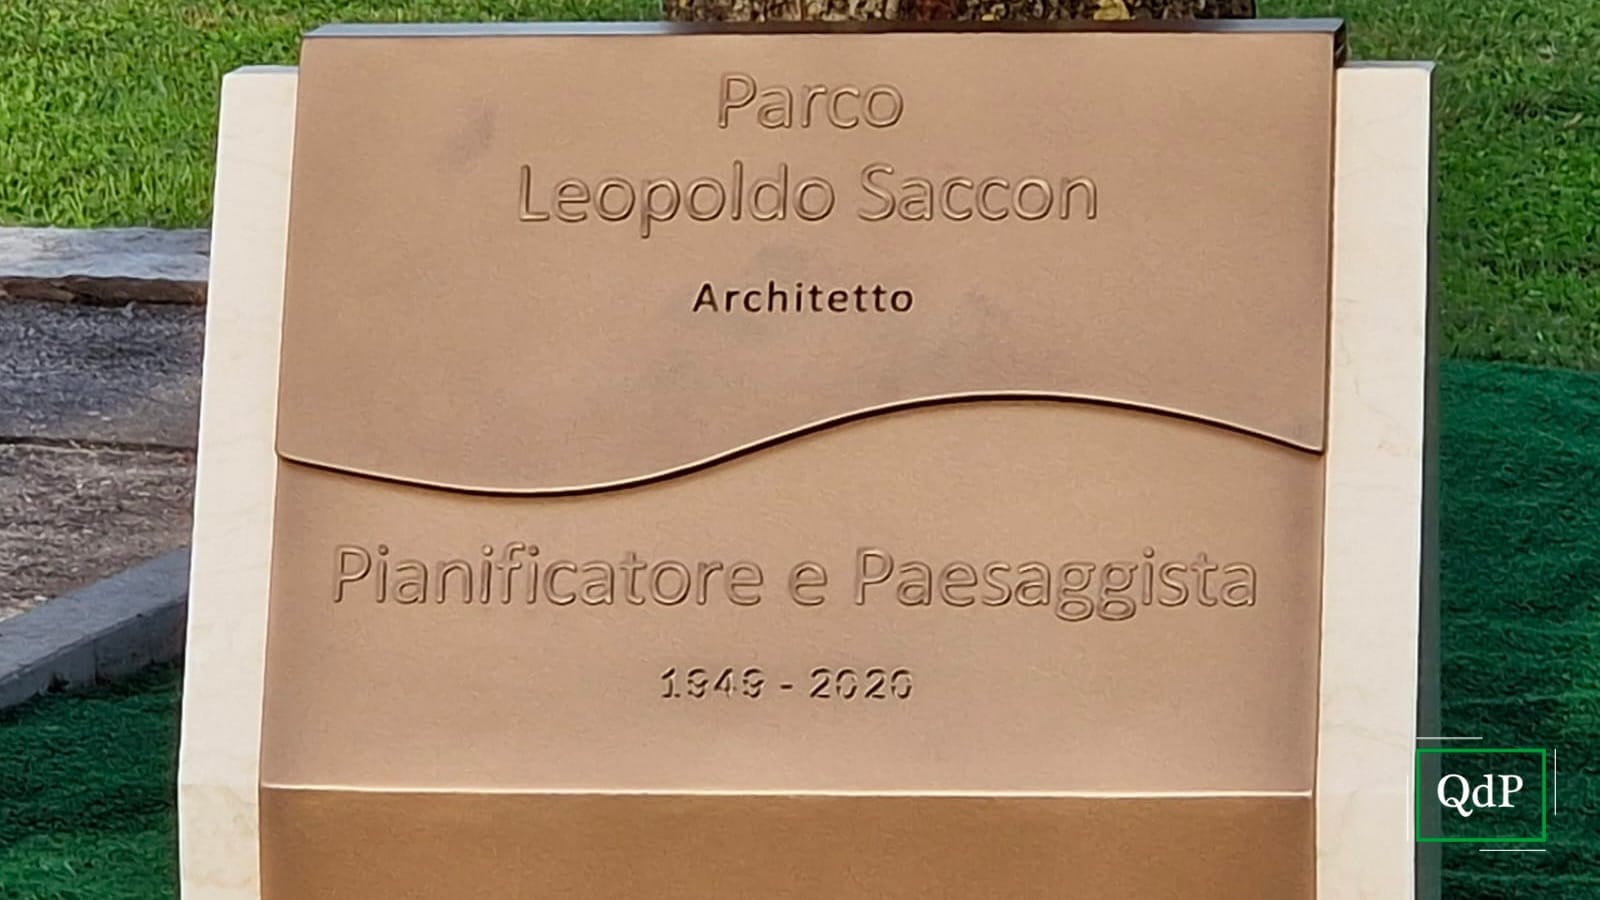 Parco
Leopoldo Saccon
Architetto
Pianificatore e Paesaggista
1949 - 2020
QdP